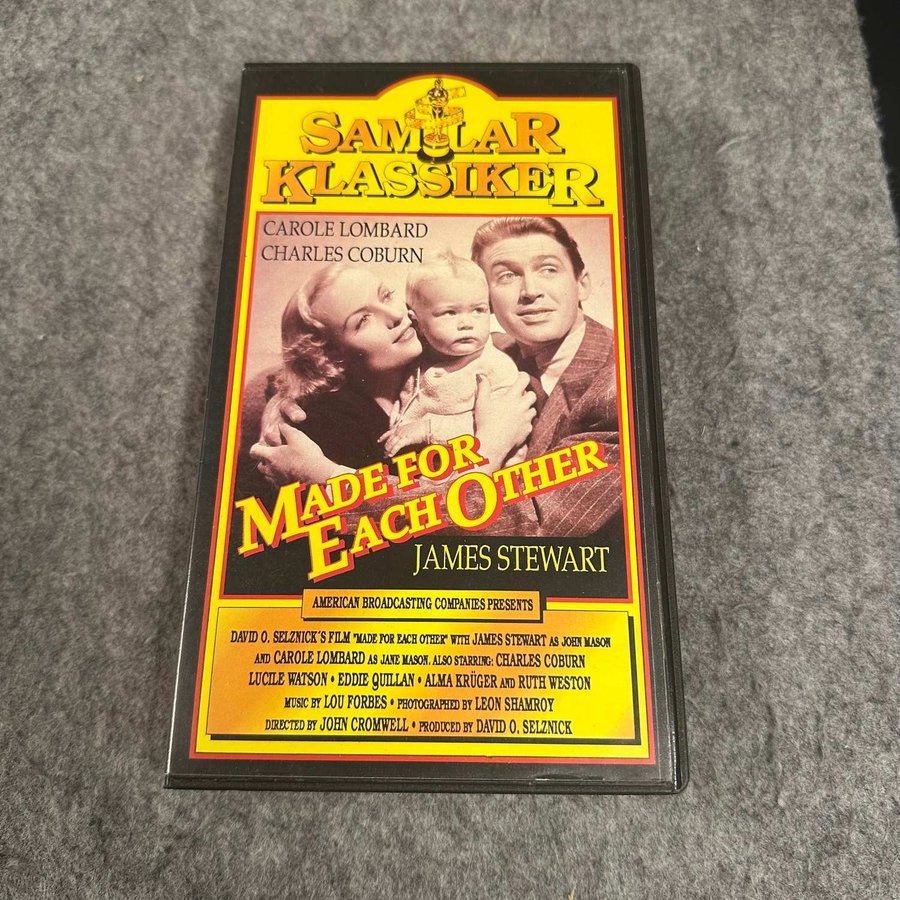 SAMLAR
KLASSIKER
CAROLE LOMBARD
CHARLES COBURN
MADE FOR
EACH OTHER
JAMES STEWART
AMERICAN BROADCASTING COMPANIES PRESENTS
DAVID O. SELZNICK´S FILM "MADE FOR EACH OTHER" WITH JAMES STEWART AS JOHN MASON
AND CAROLE LOMBARD AS JANE MASON. ALSO STARRING: CHARLES COBURN
LUCILE WATSON • EDDIE QUILLAN • ALMA KRÜGER AND RUTH WESTON
MUSIC BY LOU FORBES • PHOTOGRAPHED BY LEON SHAMROY
DIRECTED BY JOHN CROMWELL • PRODUCED BY DAVID O. SELZNICK